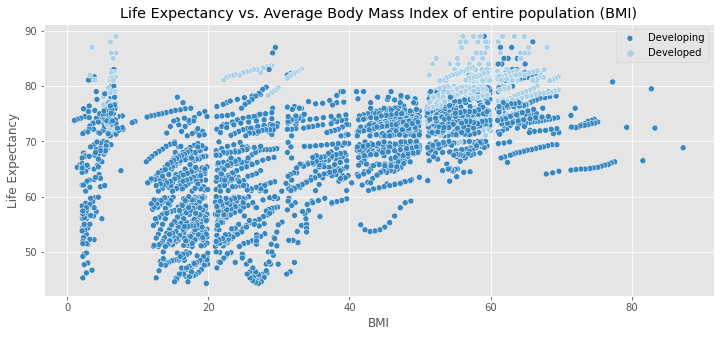 Life Expectancy vs. Average Body Mass Index of entire population (BMI)
Developing
Developed
90
80
70
60
50
Life Expectancy
0 20 40 60 80
BMI